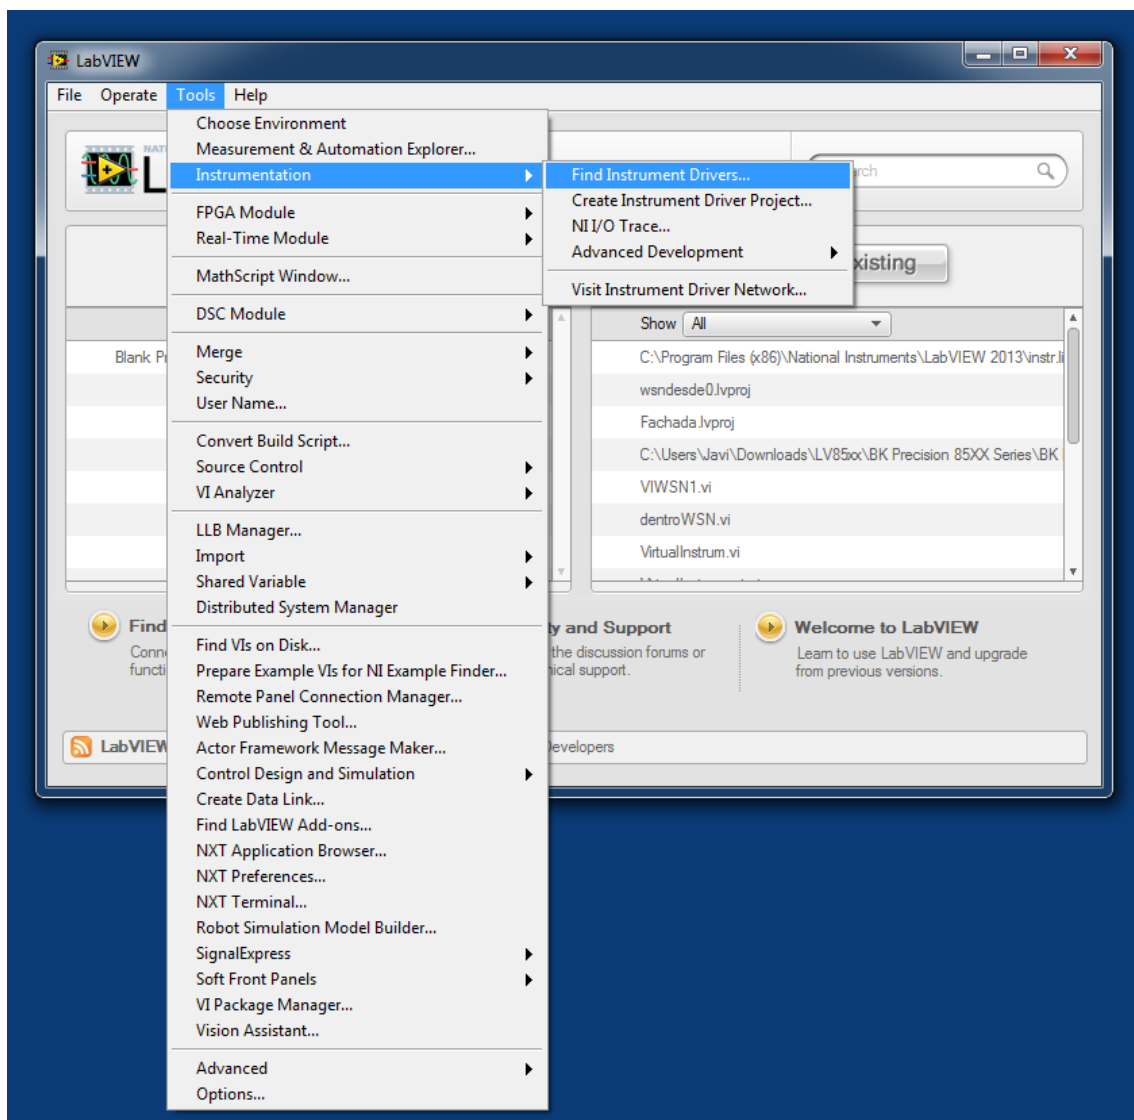 LabVIEW
File Operate Tools Help
Choose Environment
Measurement & Automation Explorer...
Instrumentation
FPGA Module
Real-Time Module
MathScript Window...
DSC Module
Merge
Security
User Name...
Convert Build Script...
Source Control
VI Analyzer
LLB Manager...
Import
Shared Variable
Distributed System Manager
Find VIs on Disk...
Prepare Example VIs for NI Example Finder...
Remote Panel Connection Manager...
Web Publishing Tool...
Actor Framework Message Maker...
Control Design and Simulation
Create Data Link...
Find LabVIEW Add-ons...
NXT Application Browser...
NXT Preferences...
NXT Terminal...
Robot Simulation Model Builder...
SignalExpress
Soft Front Panels
VI Package Manager...
Vision Assistant...
Advanced
Options...
Find Instrument Drivers...
Create Instrument Driver Project...
NI I/O Trace...
Advanced Development
Visit Instrument Driver Network...
NATI
L
rch
xisting
Blank Pr
Show All
C:\Program Files (x86)\National Instruments\LabVIEW 2013\instr.li
wsndesde0.lvproj
Fachada.lvproj
C:\Users\Javi\Downloads\LV85xx\BK Precision 85XX Series\BK
VIWSN1.vi
dentroWSN.vi
VirtualInstrum.vi
Find
Conne
functi
ty and Support
the discussion forums or
nical support.
Welcome to LabVIEW
Learn to use LabVIEW and upgrade
from previous versions.
LabVIEW
Developers